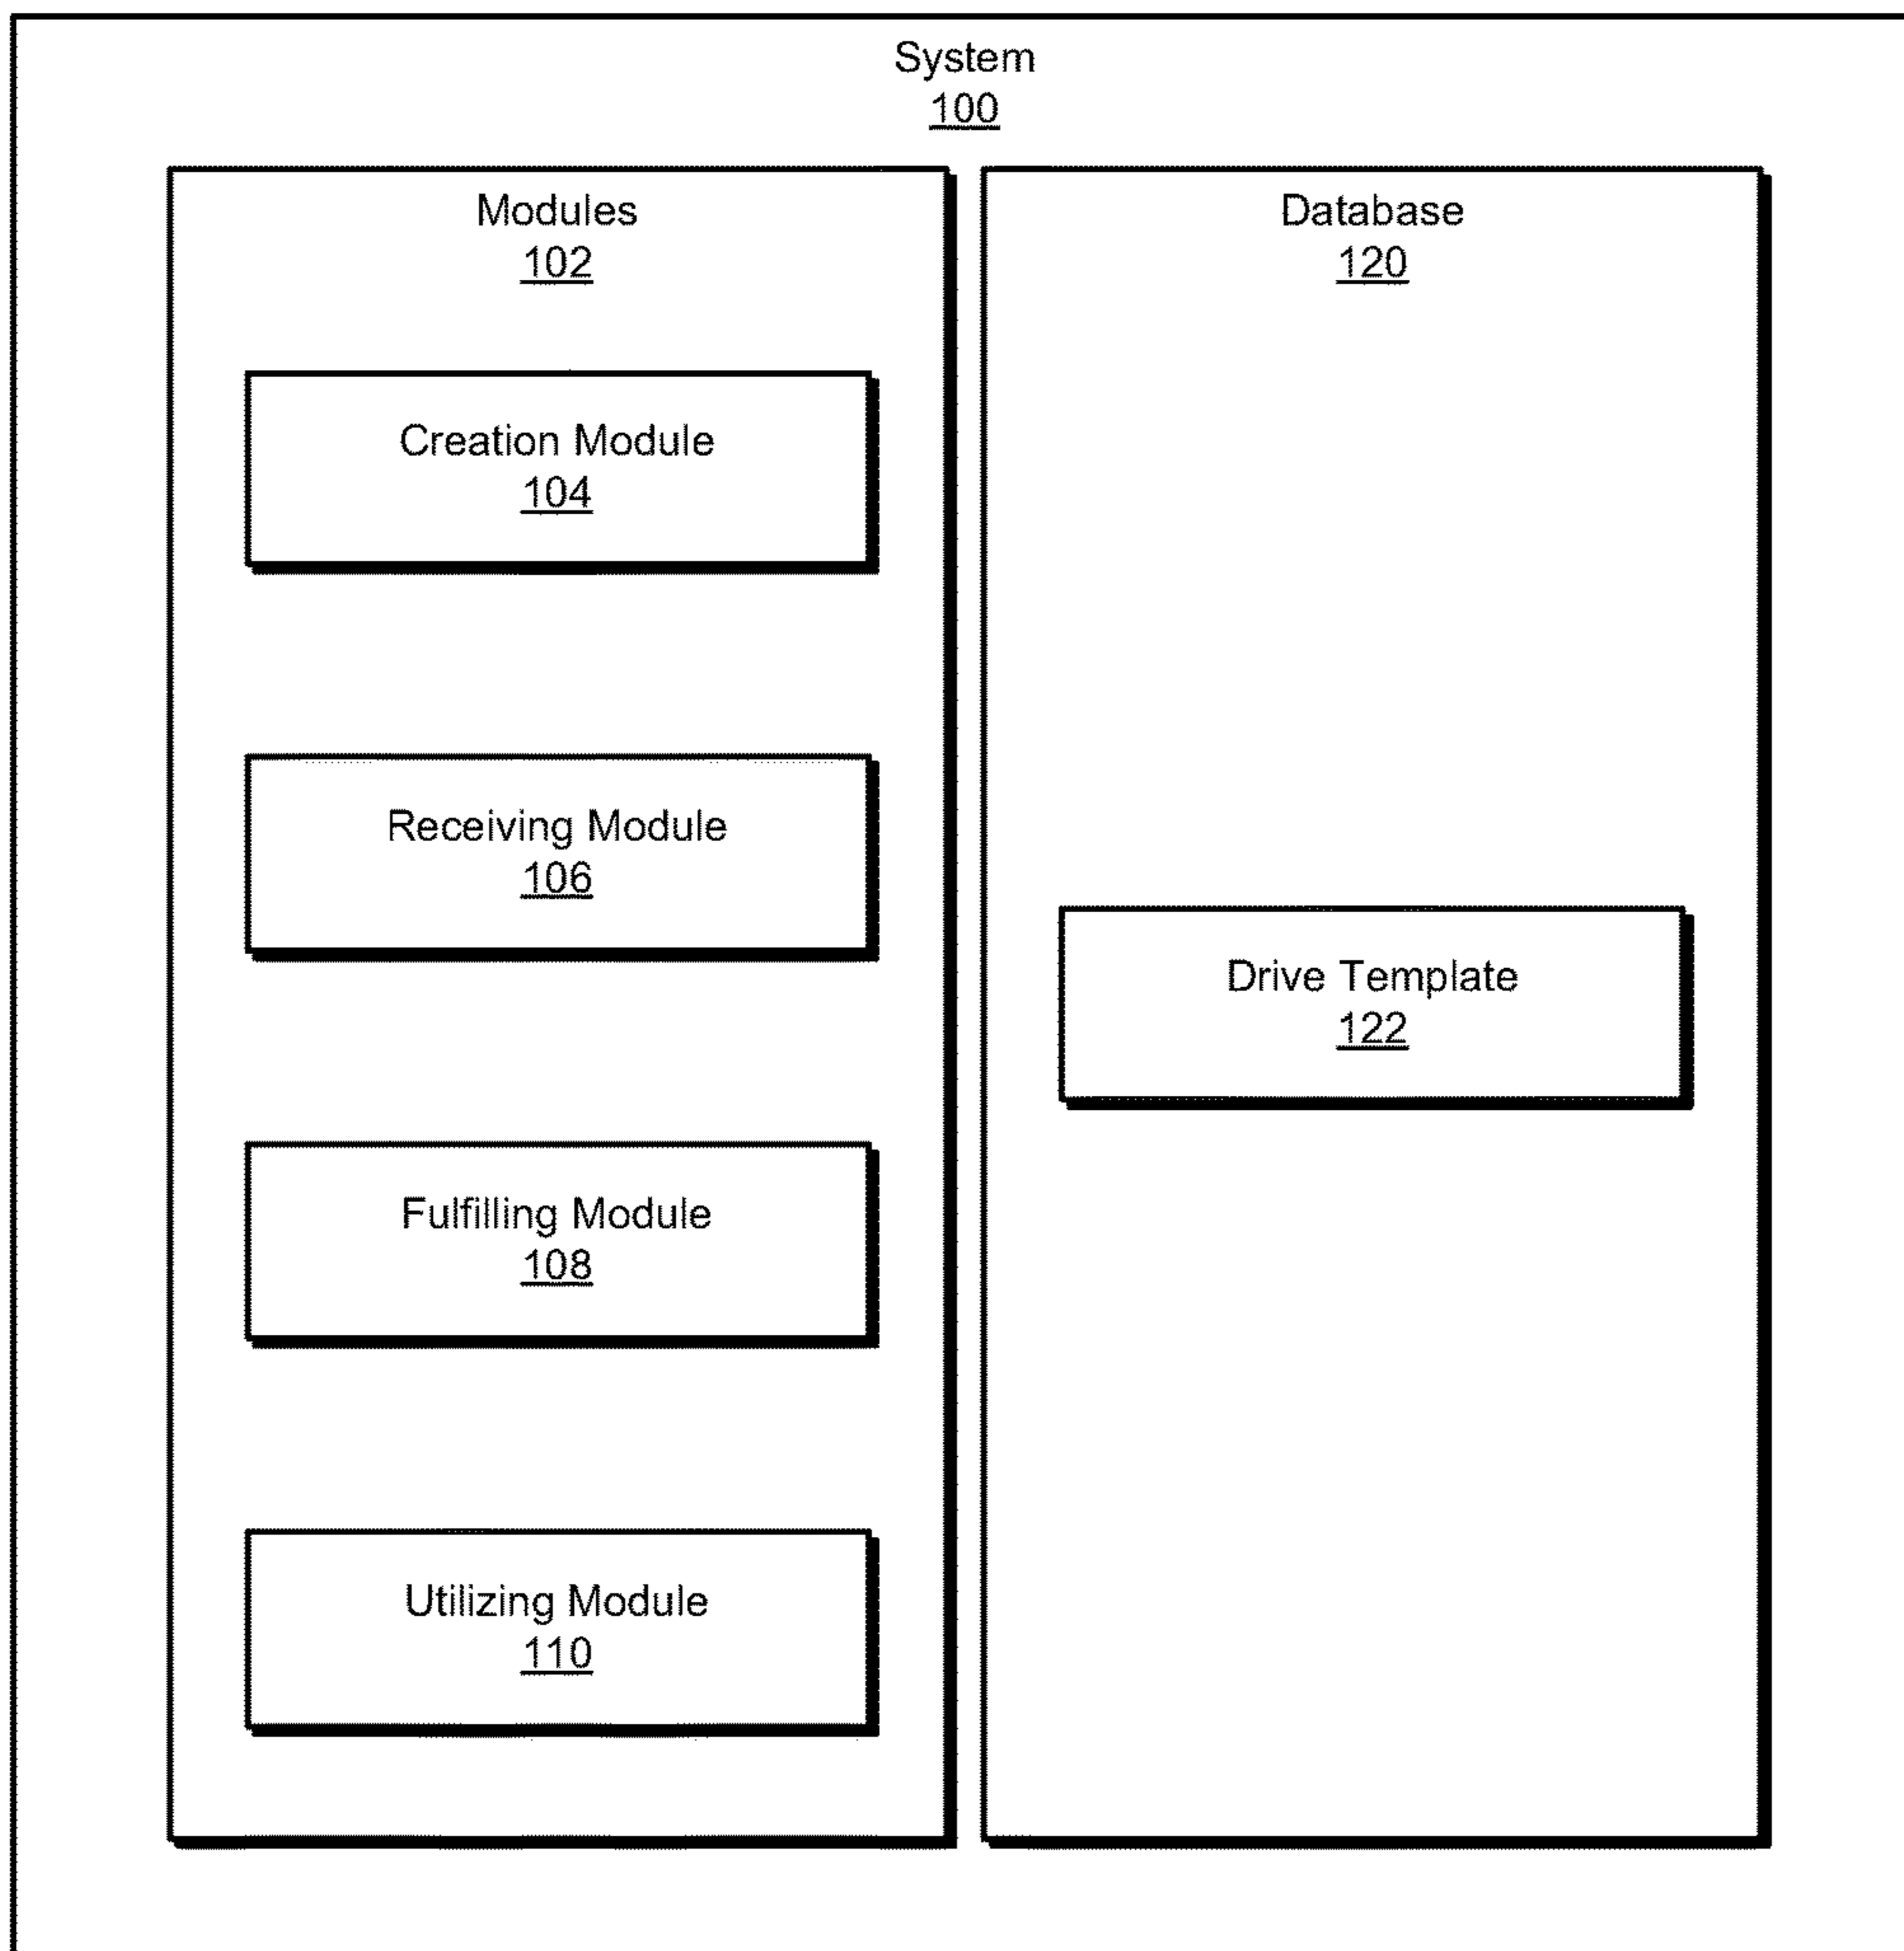 System
100
Modules
102
Creation Module
104
Receiving Module
106
Fulfilling Module
108
Utilizing Module
110
Database
120
Drive Template
122